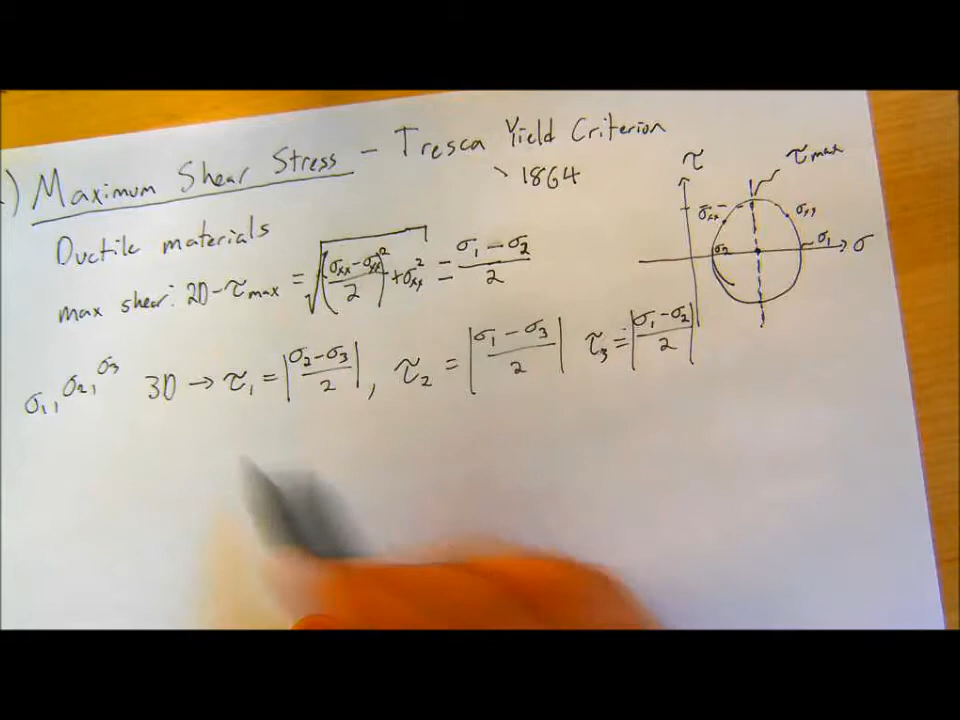 .) Maximum Shear Stress – Tresca Yield Criterion
1864
Ductile materials
max shear: 2D - τmax = √((σxx - σxx)/2)² + σxy² = (σ1 - σ2)/2
σ1, σ2, σ3 3D → τ1 = |(σ2 - σ3)/2|, τ2 = |(σ1 - σ3)/2| τ3 = |(σ1 - σ2)/2|
τ
τmax
σxx
σyy
σ2
σ1
σ